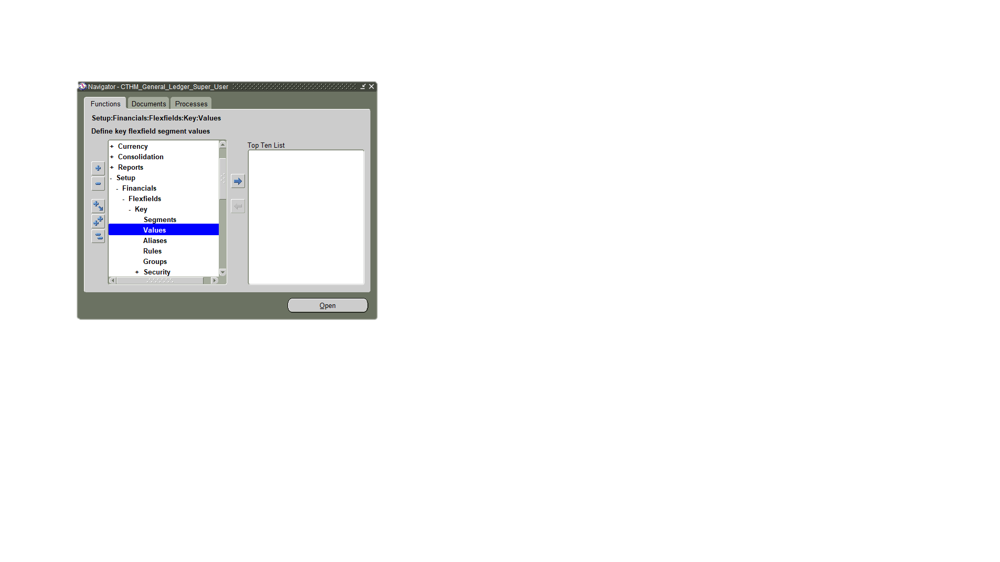 Navigator - CTHM_General_Ledger_Super_User
Functions
Documents
Processes
Setup:Financials:Flexfields:Key:Values
Define key flexfield segment values
+ Currency
+ Consolidation
+ Reports
- Setup
- Financials
- Flexfields
- Key
Segments
Values
Aliases
Rules
Groups
+ Security
Top Ten List
Open